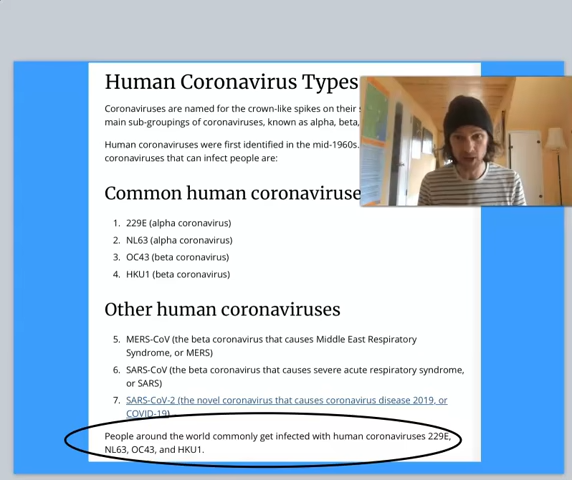 Human Coronavirus Types
Coronaviruses are named for the crown-like spikes on their
main sub-groupings of coronaviruses, known as alpha, beta,
Human coronaviruses were first identified in the mid-1960s.
coronaviruses that can infect people are:
Common human coronaviruse
1. 229E (alpha coronavirus)
2. NL63 (alpha coronavirus)
3. OC43 (beta coronavirus)
4. HKU1 (beta coronavirus)
Other human coronaviruses
5. MERS-CoV (the beta coronavirus that causes Middle East Respiratory
Syndrome, or MERS)
6. SARS-CoV (the beta coronavirus that causes severe acute respiratory syndrome,
or SARS)
7. SARS-CoV-2 (the novel coronavirus that causes coronavirus disease 2019, or
COVID-19)
People around the world commonly get infected with human coronaviruses 229E,
NL63, OC43, and HKU1.